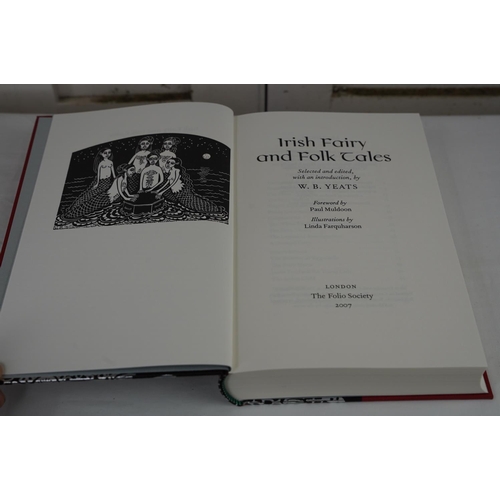 Irish Fairy
and Folk Tales
Selected and edited,
with an introduction, by
W. B. YEATS
Foreword by
Paul Muldoon
Illustrations by
Linda Farquharson
LONDON
The Folio Society
2007